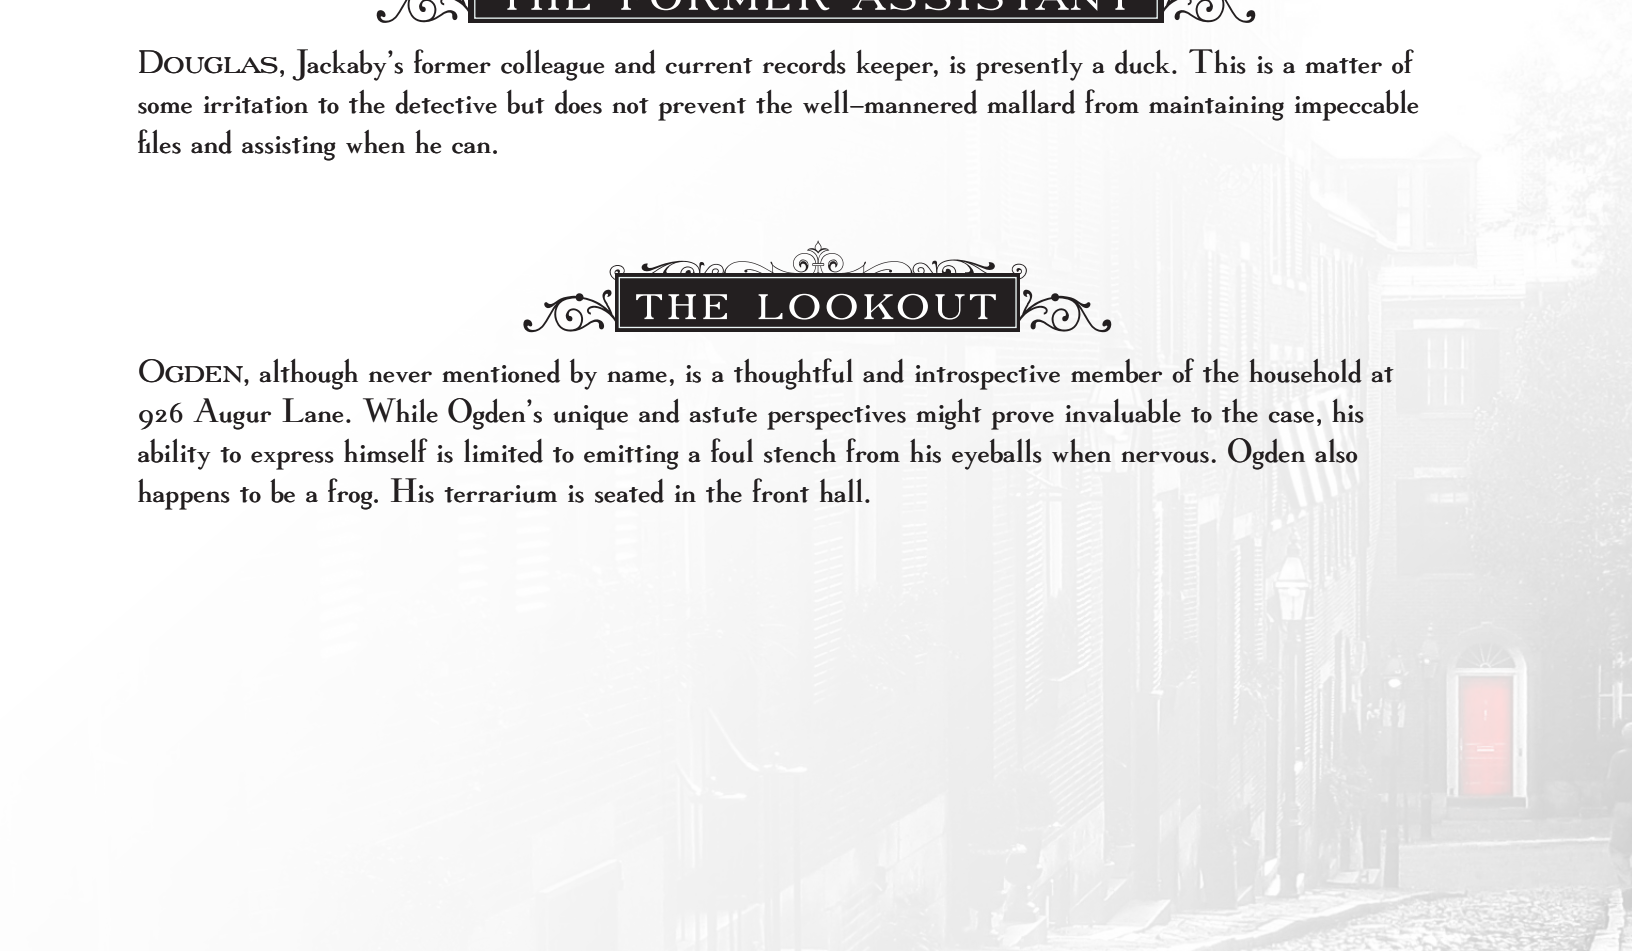 THE FORMER ASSISTANT
DOUGLAS, Jackaby’s former colleague and current records keeper, is presently a duck. This is a matter of
some irritation to the detective but does not prevent the well–mannered mallard from maintaining impeccable
files and assisting when he can.
THE LOOKOUT
OGDEN, although never mentioned by name, is a thoughtful and introspective member of the household at
926 Augur Lane. While Ogden’s unique and astute perspectives might prove invaluable to the case, his
ability to express himself is limited to emitting a foul stench from his eyeballs when nervous. Ogden also
happens to be a frog. His terrarium is seated in the front hall.